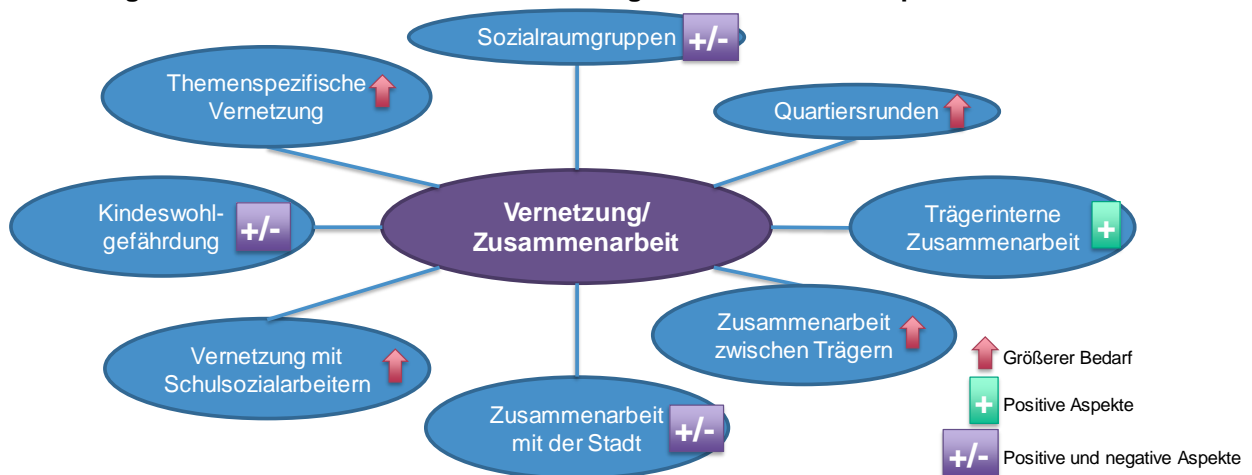 Sozialraumgruppen +/-
Themenspezifische
Vernetzung
Quartiersrunden
Kindeswohl-
gefährdung +/-
Vernetzung/
Zusammenarbeit
Trägerinterne
Zusammenarbeit +
Vernetzung mit
Schulsozialarbeitern
Zusammenarbeit
mit der Stadt +/-
Zusammenarbeit
zwischen Trägern
Größerer Bedarf
+ Positive Aspekte
+/- Positive und negative Aspekte